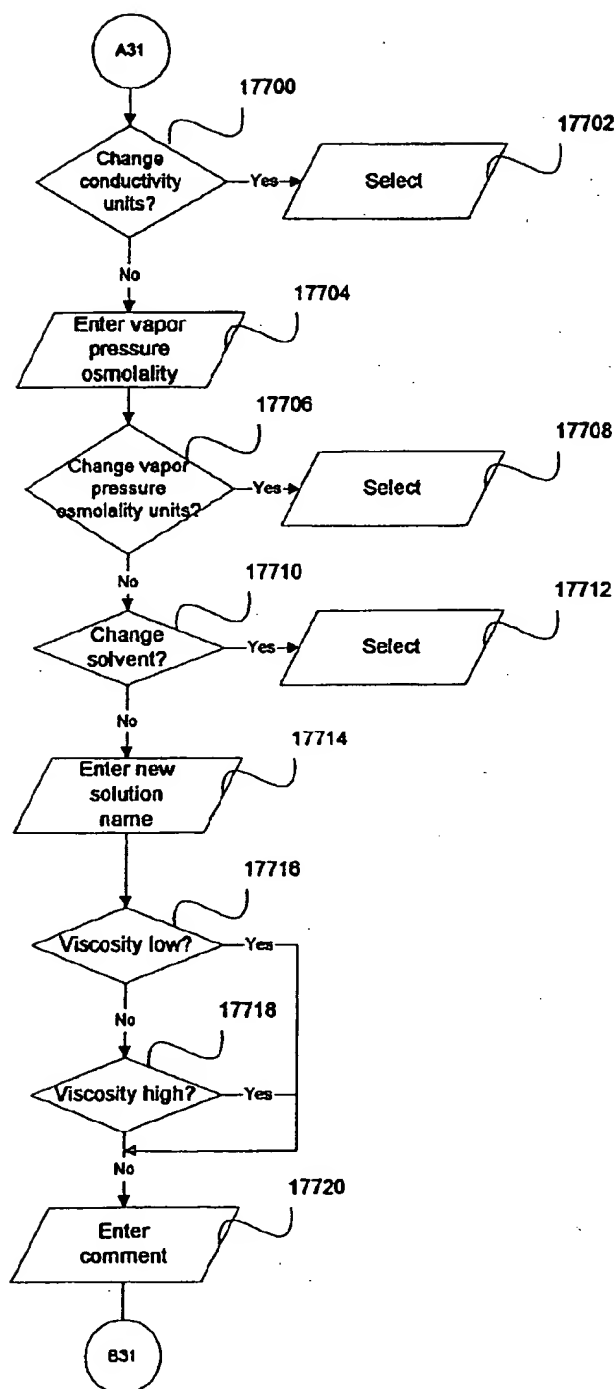 A31
17700
17702
Change
conductivity
units?
Yes
Select
No
17704
Enter vapor
pressure
osmolality
17706
17708
Change vapor
pressure
osmolality units?
Yes
Select
No
17710
17712
Change
solvent?
Yes
Select
No
17714
Enter new
solution
name
17716
Viscosity low?
Yes
No
17718
Viscosity high?
Yes
No
17720
Enter
comment
B31